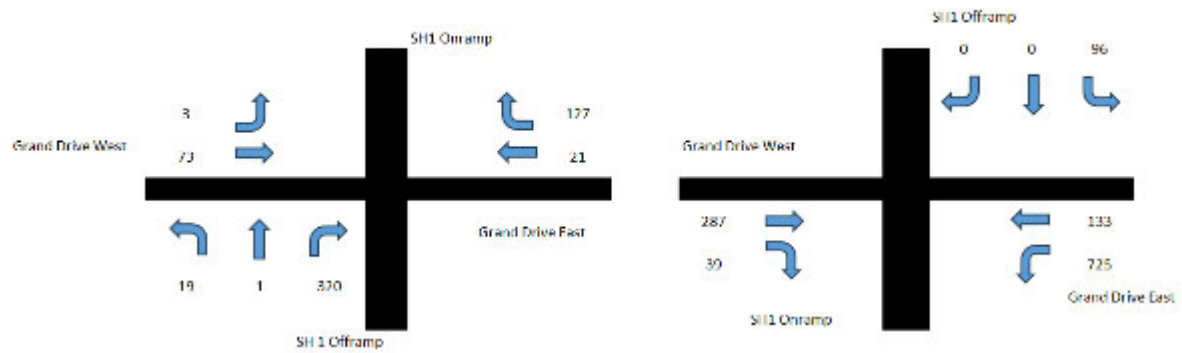 SH1 Onramp
3
127
Grand Drive West
73
21
Grand Drive East
19
1
320
SH 1 Offramp
SH1 Offramp
0
0
96
Grand Drive West
287
133
39
725
SH1 Onramp
Grand Drive East